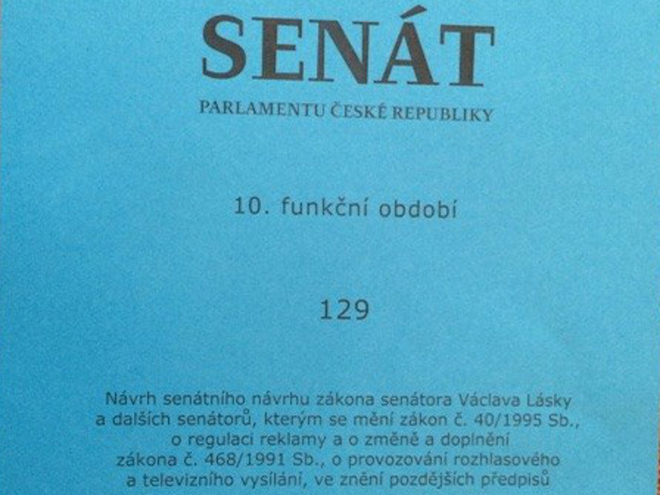 SENÁT
PARLAMENTU ČESKÉ REPUBLIKY
10. funkční období
129
Návrh senátního návrhu zákona senátora Václava Lásky
a dalších senátorů, kterým se mění zákon č. 40/1995 Sb.,
o regulaci reklamy a o změně a doplnění
zákona č. 468/1991 Sb., o provozování rozhlasového
a televizního vysílání, ve znění pozdějších předpisů